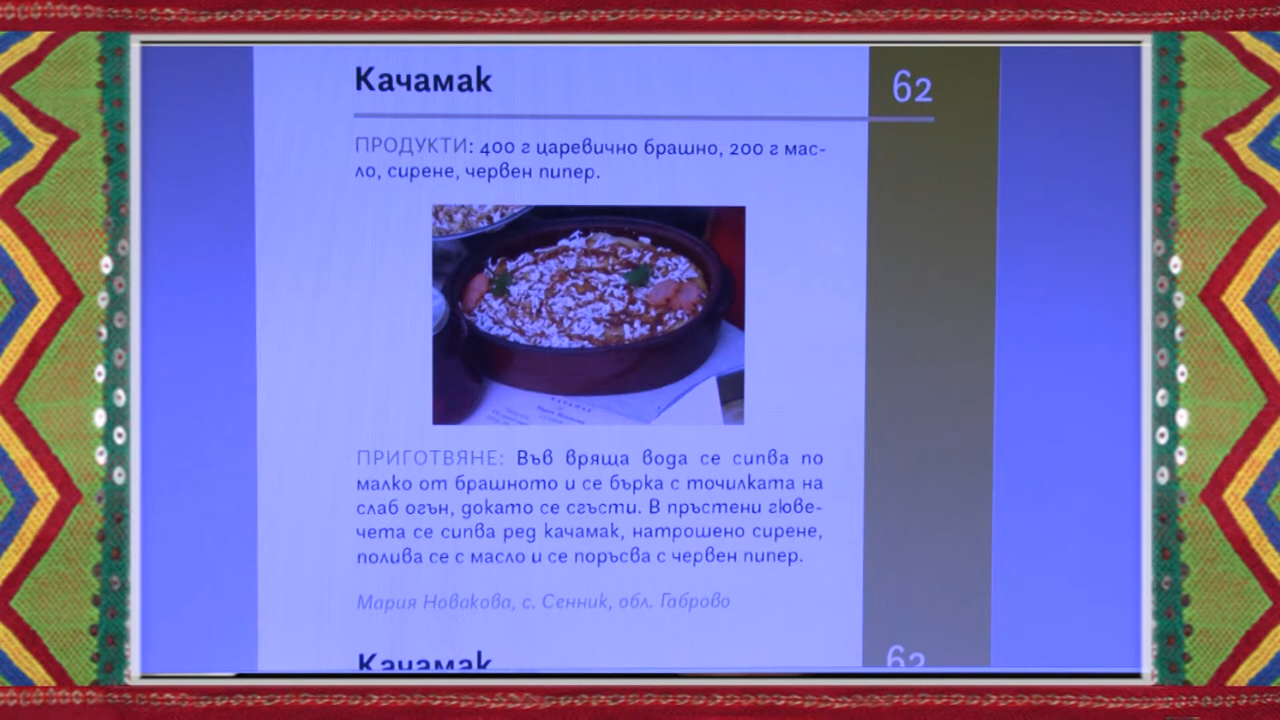 Качамак
62
ПРОДУКТИ: 400 г царевично брашно, 200 г мас-
ло, сирене, червен пипер.
КАЧАМАК
ПРИГОТВЯНЕ: Във вряща вода се сипва по
малко от брашното и се бърка с точилката на
слаб огън, докато се сгъсти. В пръстени гюве-
чета се сипва ред качамак, натрошено сирене,
полива се с масло и се поръсва с червен пипер.
Мария Новакова, с. Сенник, обл. Габрово
Качамак
63